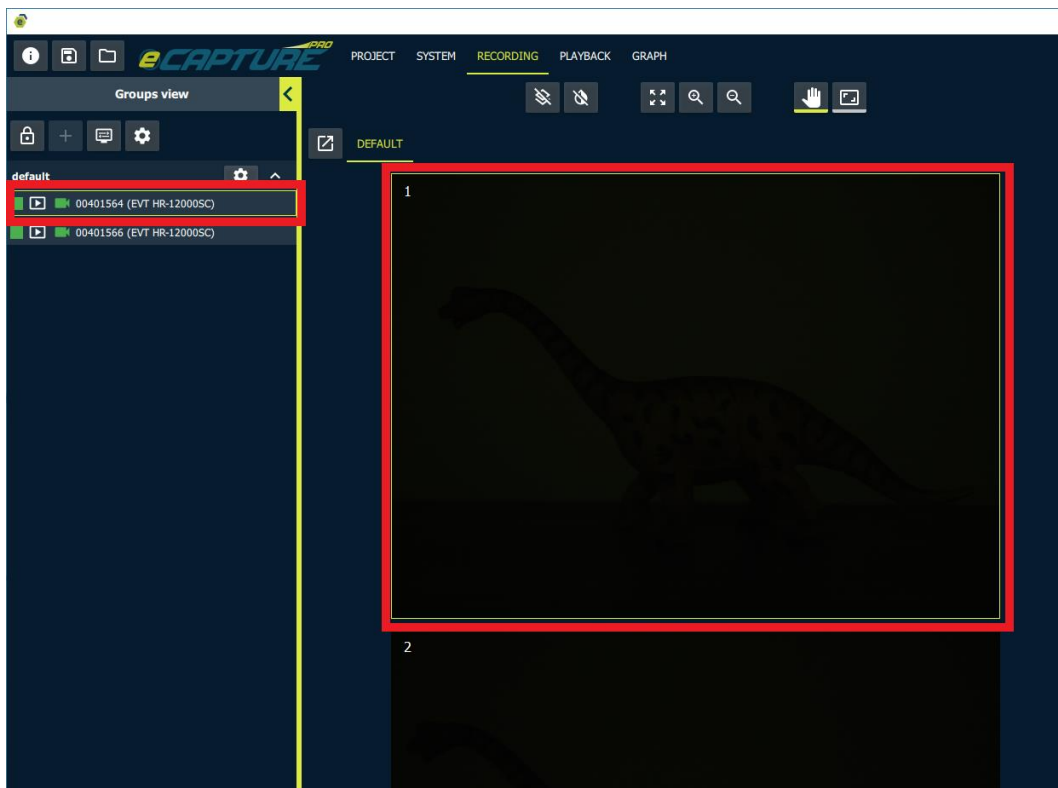 eCAPTURE PRO
PROJECT SYSTEM RECORDING PLAYBACK GRAPH
Groups view
DEFAULT
default
00401564 (EVT HR-12000SC)
00401566 (EVT HR-12000SC)
1
2